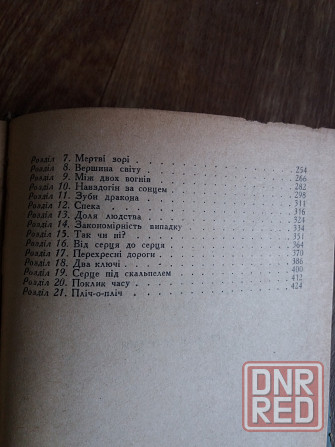 Розділ 7. Мертві зорі . . . . . . . . . . 254
Розділ 8. Вершина світу . . . . . . . . . . 266
Розділ 9. Між двох вогнів . . . . . . . . . . 282
Розділ 10. Навздогін за сонцем . . . . . . . . . . 298
Розділ 11. Зуби дракона . . . . . . . . . . 311
Розділ 12. Спека . . . . . . . . . . 316
Розділ 13. Доля людства . . . . . . . . . . 324
Розділ 14. Закономірність випадку . . . . . . . . . . 334
Розділ 15. Так чи ні? . . . . . . . . . . 351
Розділ 16. Від серця до серця . . . . . . . . . . 364
Розділ 17. Перехресні дороги . . . . . . . . . . 370
Розділ 18. Два ключі . . . . . . . . . . 386
Розділ 19. Серце під скальпелем . . . . . . . . . . 400
Розділ 20. Поклик часу . . . . . . . . . . 412
Розділ 21. Пліч-о-пліч . . . . . . . . . . 424
DNR
RED